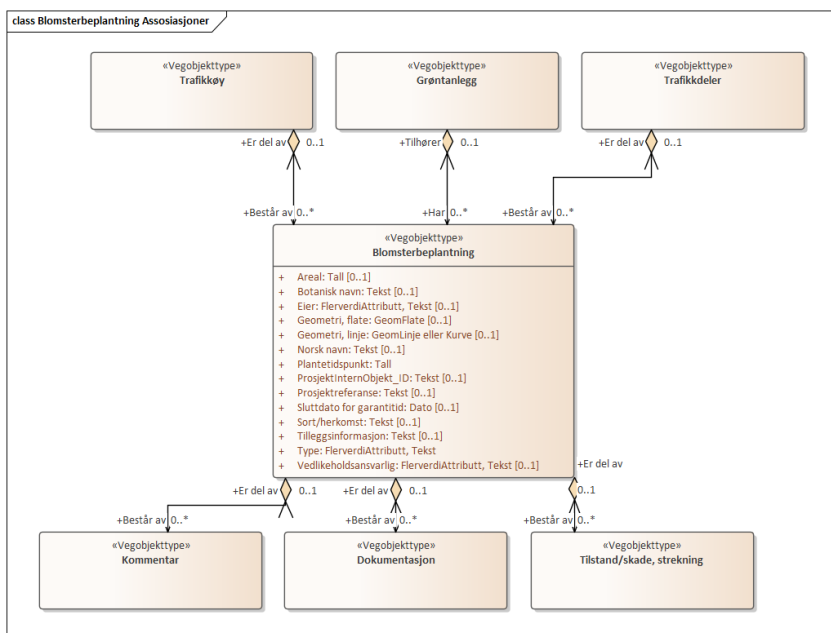 class Blomsterbeplantning Assosiasjoner
«Vegobjekttype»
Trafikkøy
«Vegobjekttype»
Grøntanlegg
«Vegobjekttype»
Trafikkdeler
+Er del av 0..1
+Tilhører 0..1
+Er del av 0..1
+Består av 0..*
+Har 0..*
+Består av 0..*
«Vegobjekttype»
Blomsterbeplantning
+ Areal: Tall [0..1]
+ Botanisk navn: Tekst [0..1]
+ Eier: FlerverdiAttributt, Tekst [0..1]
+ Geometri, flate: GeomFlate [0..1]
+ Geometri, linje: GeomLinje eller Kurve [0..1]
+ Norsk navn: Tekst [0..1]
+ Plantetidspunkt: Tall
+ ProsjektInternObjekt_ID: Tekst [0..1]
+ Prosjektreferanse: Tekst [0..1]
+ Sluttdato for garantitid: Dato [0..1]
+ Sort/herkomst: Tekst [0..1]
+ Tilleggsinformasjon: Tekst [0..1]
+ Type: FlerverdiAttributt, Tekst
+ Vedlikeholdsansvarlig: FlerverdiAttributt, Tekst [0..1]
+Er del av 0..1
+Er del av 0..1
+Er del av
0..1
+Består av 0..*
+Består av 0..*
+Består av 0..*
«Vegobjekttype»
Kommentar
«Vegobjekttype»
Dokumentasjon
«Vegobjekttype»
Tilstand/skade, strekning